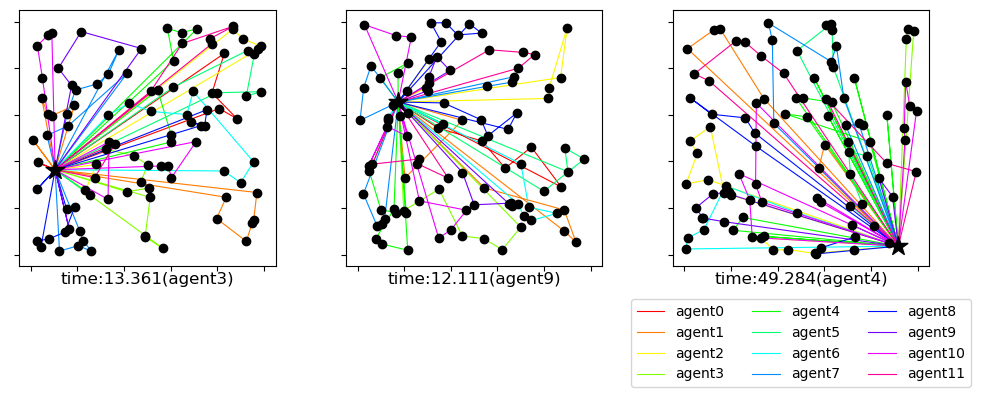 time:13.361(agent3)
time:12.111(agent9)
time:49.284(agent4)
agent0
agent1
agent2
agent3
agent4
agent5
agent6
agent7
agent8
agent9
agent10
agent11